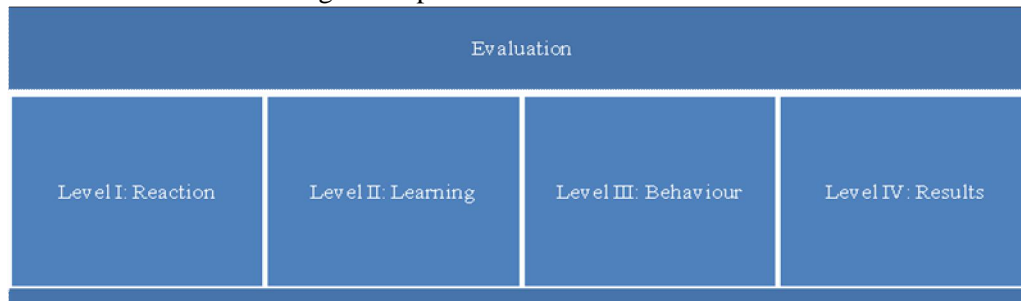 Evaluation
Level I: Reaction
Level II: Learning
Level III: Behaviour
Level IV: Results